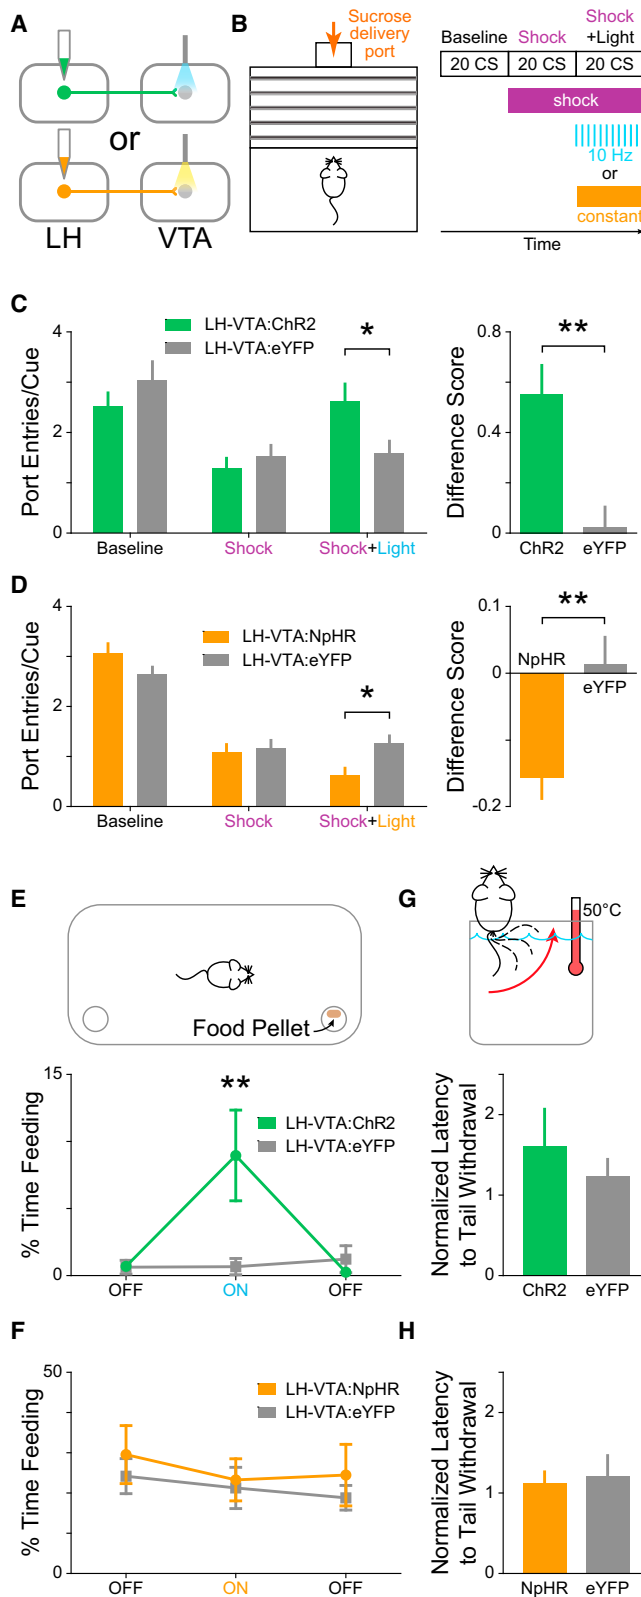 A
LH
or
VTA
B
Sucrose
delivery
port
Baseline
Shock
Shock
+Light
20 CS
20 CS
20 CS
shock
10 Hz
or
constant
Time
C
Port Entries/Cue
4
2
0
LH-VTA:ChR2
LH-VTA:eYFP
*
Baseline
Shock
Shock+Light
Difference Score
0.8
0.4
0
**
ChR2
eYFP
D
Port Entries/Cue
4
2
0
LH-VTA:NpHR
LH-VTA:eYFP
*
Baseline
Shock
Shock+Light
Difference Score
0.1
0
-0.2
**
NpHR
eYFP
E
Food Pellet
% Time Feeding
15
0
**
LH-VTA:ChR2
LH-VTA:eYFP
OFF
ON
OFF
F
% Time Feeding
50
0
LH-VTA:NpHR
LH-VTA:eYFP
OFF
ON
OFF
G
50°C
Normalized Latency
to Tail Withdrawal
2
1
0
ChR2
eYFP
H
Normalized Latency
to Tail Withdrawal
2
1
0
NpHR
eYFP